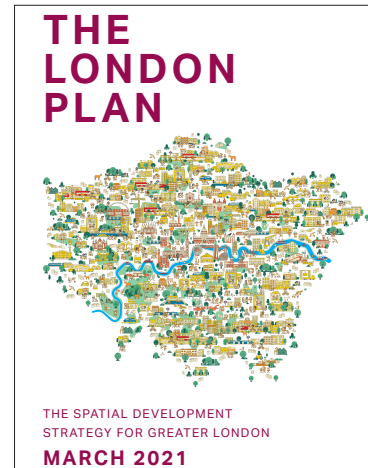 THE
LONDON
PLAN
THE SPATIAL DEVELOPMENT
STRATEGY FOR GREATER LONDON
MARCH 2021